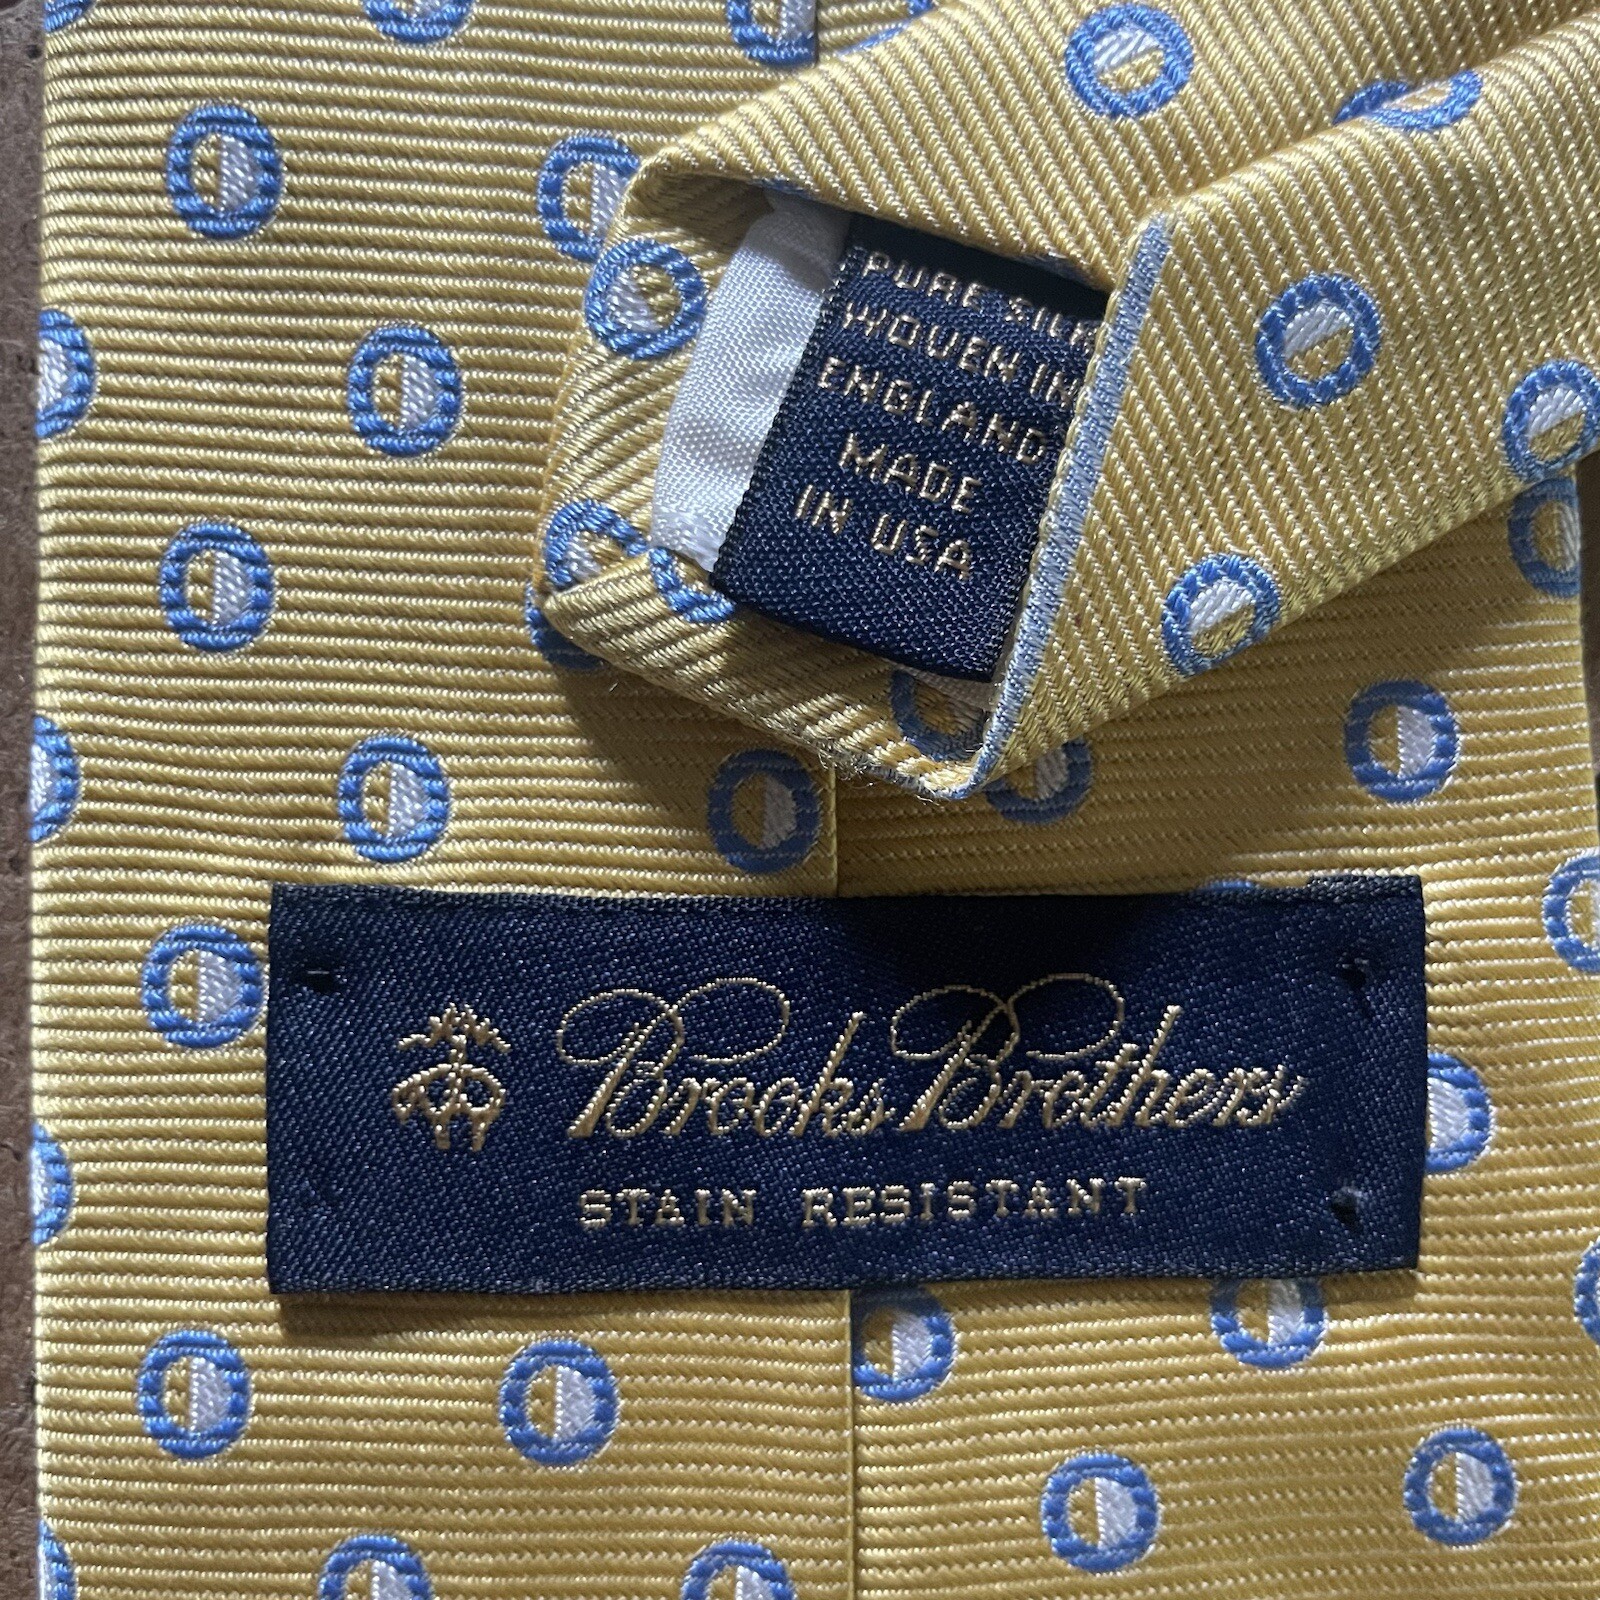 PURE SILK
WOVEN IN
ENGLAND
MADE
IN USA
Brooks Brothers
STAIN RESISTANT